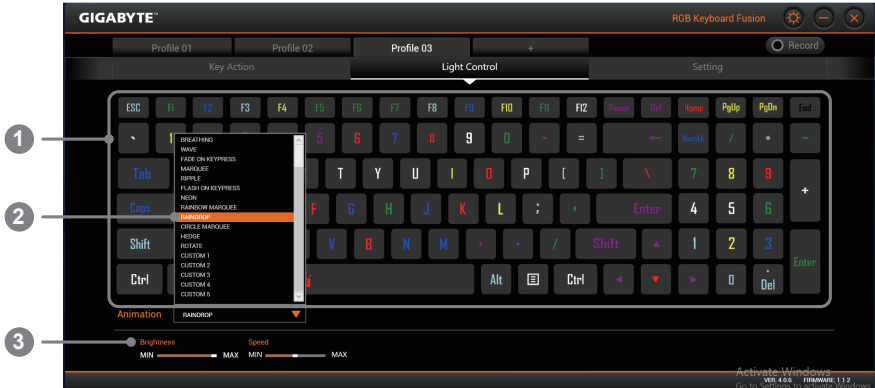 GIGABYTE™
RGB Keyboard Fusion
Profile 01 Profile 02 Profile 03 + Record
Key Action Light Control Setting
ESC F1 F2 F3 F4 F5 F6 F7 F8 F9 F10 F11 F12 Pause Del Home PgUp PgDn End
1
` 1 5 6 7 8 9 0 - = ← NumLk / * -
Tab T Y U I O P [ ] \ 7 8 9 +
Caps F G H J K L ; ' Enter 4 5 6
Shift V B N M , . / Shift ▲ 1 2 3 Enter
Ctrl Alt Ctrl ◄ ▼ ► 0 . Del
BREATHING
WAVE
FADE ON KEYPRESS
MARQUEE
RIPPLE
FLASH ON KEYPRESS
NEON
RAINBOW MARQUEE
2
RAINDROP
CIRCLE MARQUEE
HEDGE
ROTATE
CUSTOM 1
CUSTOM 2
CUSTOM 3
CUSTOM 4
CUSTOM 5
Animation RAINDROP
3
Brightness Speed
MIN MAX MIN MAX
Activate Windows
Go to Settings to activate Windows
VER. 4.0.6 FIRMWARE: 1.1.2